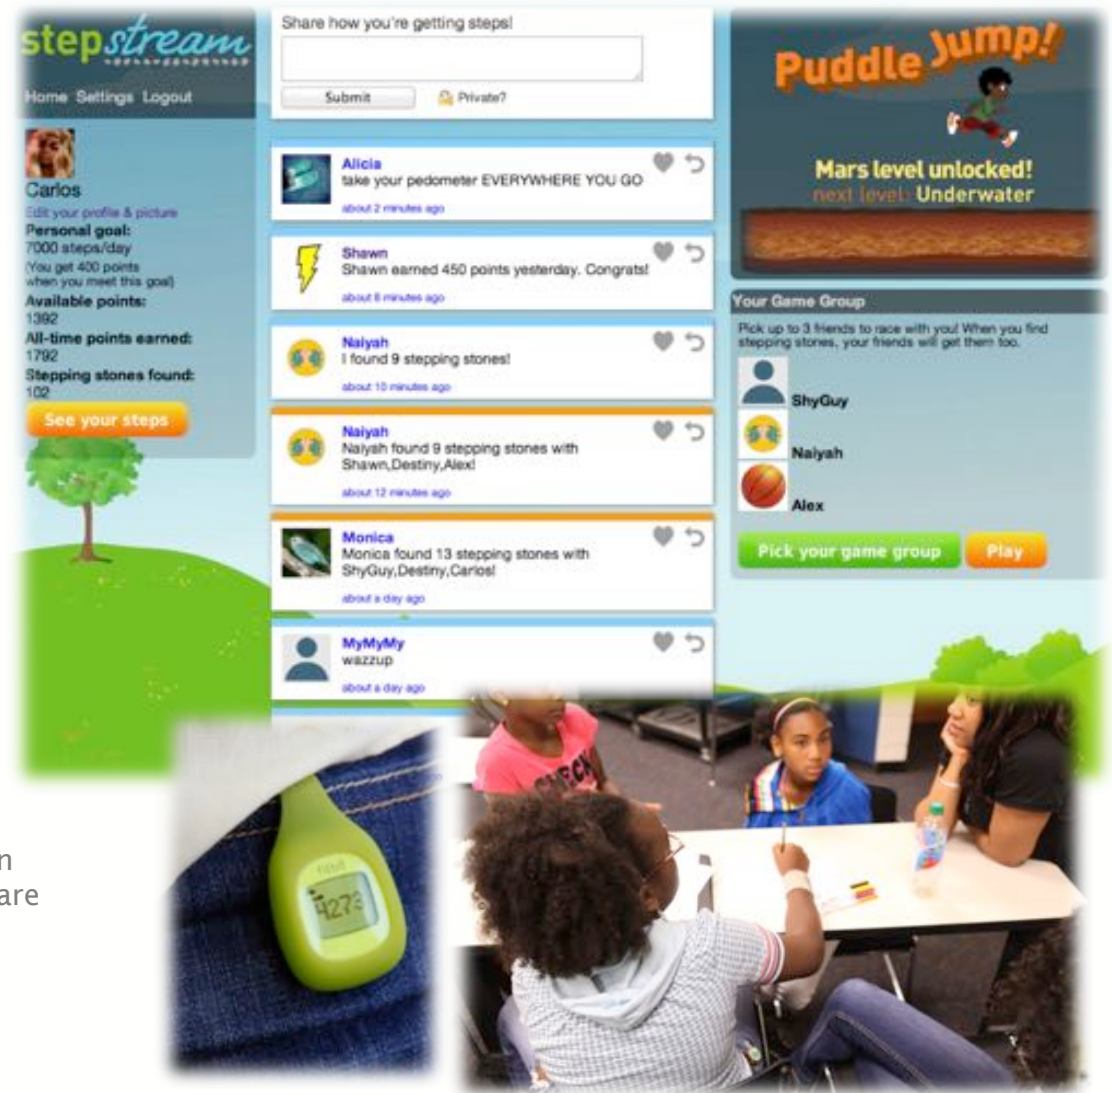 stepstream
Home Settings Logout
Carlos
Edit your profile & picture
Personal goal:
7000 steps/day
(You get 400 points
when you meet this goal)
Available points:
1392
All-time points earned:
1792
Stepping stones found:
102
See your steps
Share how you're getting steps!
Submit
Private?
Alicia
take your pedometer EVERYWHERE YOU GO
about 2 minutes ago
Shawn
Shawn earned 450 points yesterday. Congrats!
about 8 minutes ago
Naiyah
I found 9 stepping stones!
about 10 minutes ago
Naiyah
Naiyah found 9 stepping stones with
Shawn,Destiny,Alex!
about 12 minutes ago
Monica
Monica found 13 stepping stones with
ShyGuy,Destiny,Carlos!
about a day ago
MyMyMy
wazzup
about a day ago
Puddle Jump!
Mars level unlocked!
next level: Underwater
Your Game Group
Pick up to 3 friends to race with you! When you find
stepping stones, your friends will get them too.
ShyGuy
Naiyah
Alex
Pick your game group
Play
n
are
fitbit
4273